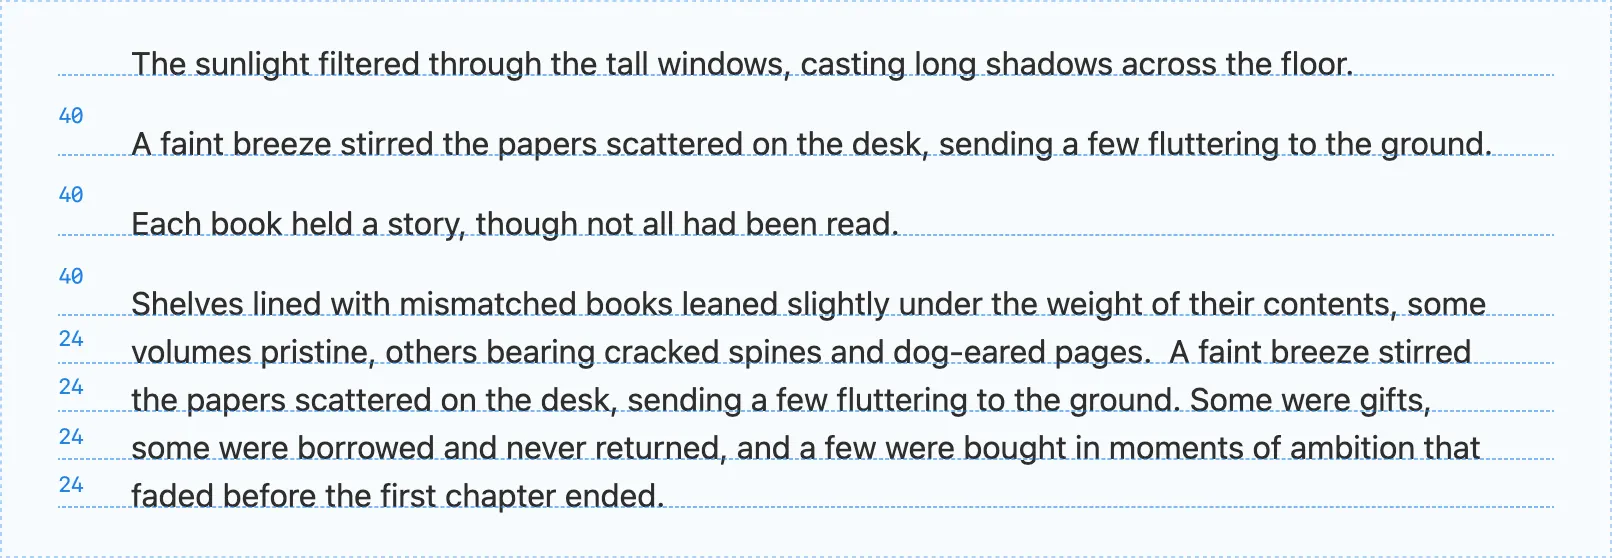 The sunlight filtered through the tall windows, casting long shadows across the floor.
40
A faint breeze stirred the papers scattered on the desk, sending a few fluttering to the ground.
40
Each book held a story, though not all had been read.
40
Shelves lined with mismatched books leaned slightly under the weight of their contents, some
24
volumes pristine, others bearing cracked spines and dog-eared pages.  A faint breeze stirred
24
the papers scattered on the desk, sending a few fluttering to the ground. Some were gifts,
24
some were borrowed and never returned, and a few were bought in moments of ambition that
24
faded before the first chapter ended.